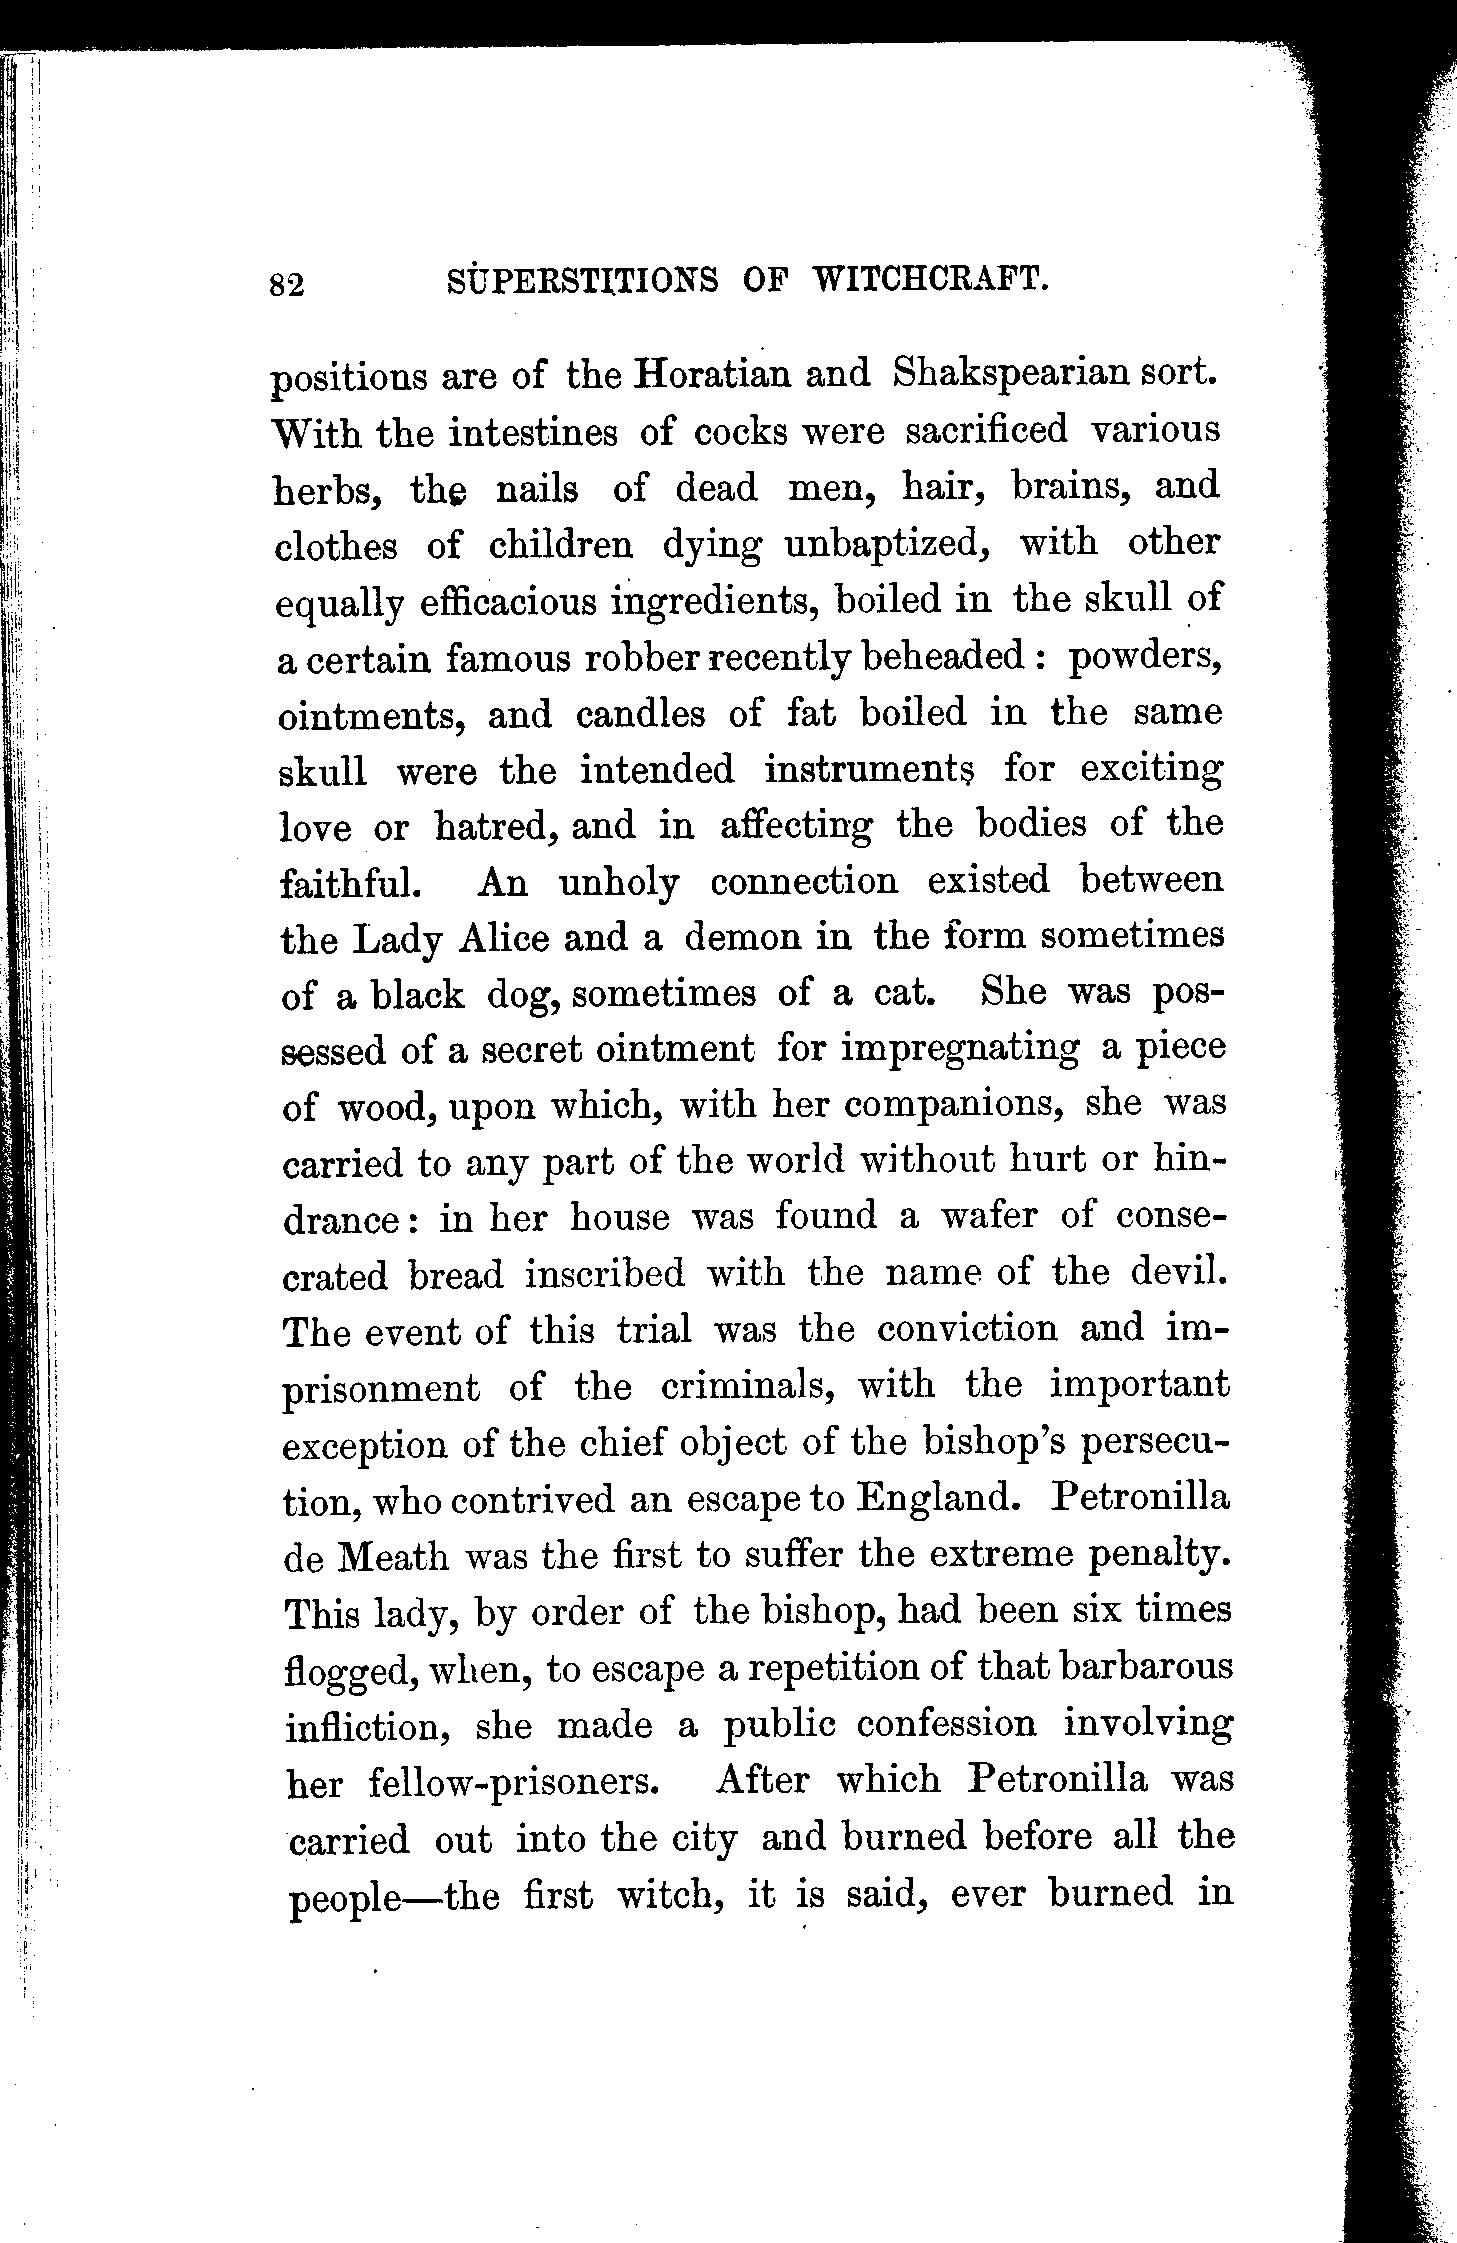 82 SUPERSTITIONS OF WITCHCRAFT.
positions are of the Horatian and Shakspearian sort.
With the intestines of cocks were sacrificed various
herbs, the nails of dead men, hair, brains, and
clothes of children dying unbaptized, with other
equally efficacious ingredients, boiled in the skull of
a certain famous robber recently beheaded : powders,
ointments, and candles of fat boiled in the same
skull were the intended instruments for exciting
love or hatred, and in affecting the bodies of the
faithful. An unholy connection existed between
the Lady Alice and a demon in the form sometimes
of a black dog, sometimes of a cat. She was pos-
sessed of a secret ointment for impregnating a piece
of wood, upon which, with her companions, she was
carried to any part of the world without hurt or hin-
drance : in her house was found a wafer of conse-
crated bread inscribed with the name of the devil.
The event of this trial was the conviction and im-
prisonment of the criminals, with the important
exception of the chief object of the bishop's persecu-
tion, who contrived an escape to England. Petronilla
de Meath was the first to suffer the extreme penalty.
This lady, by order of the bishop, had been six times
flogged, when, to escape a repetition of that barbarous
infliction, she made a public confession involving
her fellow-prisoners. After which Petronilla was
carried out into the city and burned before all the
people—the first witch, it is said, ever burned in